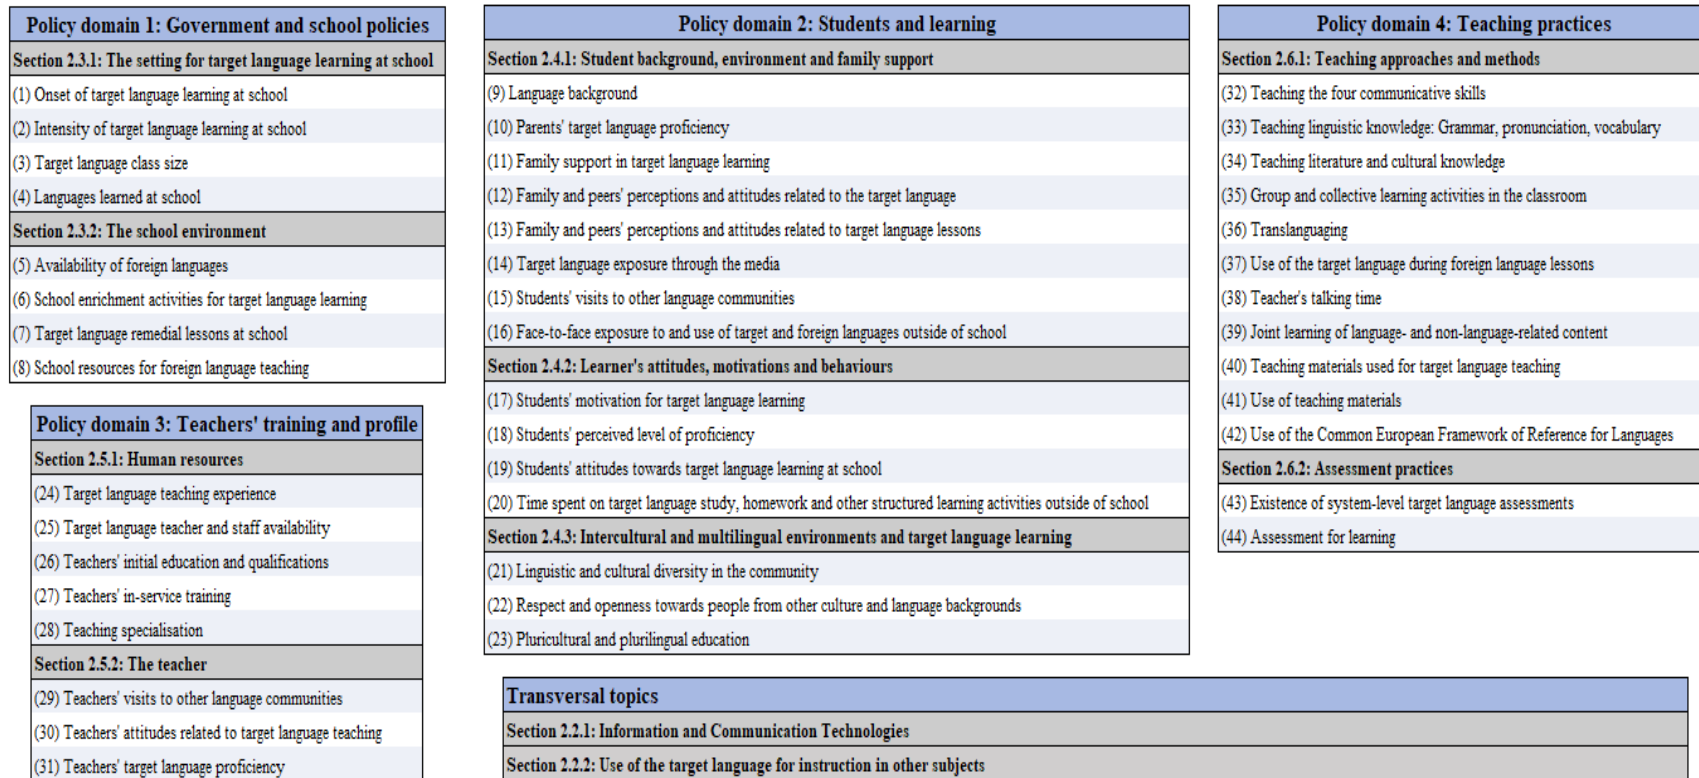 Policy domain 1: Government and school policies
Section 2.3.1: The setting for target language learning at school
(1) Onset of target language learning at school
(2) Intensity of target language learning at school
(3) Target language class size
(4) Languages learned at school
Section 2.3.2: The school environment
(5) Availability of foreign languages
(6) School enrichment activities for target language learning
(7) Target language remedial lessons at school
(8) School resources for foreign language teaching
Policy domain 3: Teachers' training and profile
Section 2.5.1: Human resources
(24) Target language teaching experience
(25) Target language teacher and staff availability
(26) Teachers' initial education and qualifications
(27) Teachers' in-service training
(28) Teaching specialisation
Section 2.5.2: The teacher
(29) Teachers' visits to other language communities
(30) Teachers' attitudes related to target language teaching
(31) Teachers' target language proficiency
Policy domain 2: Students and learning
Section 2.4.1: Student background, environment and family support
(9) Language background
(10) Parents' target language proficiency
(11) Family support in target language learning
(12) Family and peers' perceptions and attitudes related to the target language
(13) Family and peers' perceptions and attitudes related to target language lessons
(14) Target language exposure through the media
(15) Students' visits to other language communities
(16) Face-to-face exposure to and use of target and foreign languages outside of school
Section 2.4.2: Learner's attitudes, motivations and behaviours
(17) Students' motivation for target language learning
(18) Students' perceived level of proficiency
(19) Students' attitudes towards target language learning at school
(20) Time spent on target language study, homework and other structured learning activities outside of school
Section 2.4.3: Intercultural and multilingual environments and target language learning
(21) Linguistic and cultural diversity in the community
(22) Respect and openness towards people from other culture and language backgrounds
(23) Pluricultural and plurilingual education
Policy domain 4: Teaching practices
Section 2.6.1: Teaching approaches and methods
(32) Teaching the four communicative skills
(33) Teaching linguistic knowledge: Grammar, pronunciation, vocabulary
(34) Teaching literature and cultural knowledge
(35) Group and collective learning activities in the classroom
(36) Translanguaging
(37) Use of the target language during foreign language lessons
(38) Teacher's talking time
(39) Joint learning of language- and non-language-related content
(40) Teaching materials used for target language teaching
(41) Use of teaching materials
(42) Use of the Common European Framework of Reference for Languages
Section 2.6.2: Assessment practices
(43) Existence of system-level target language assessments
(44) Assessment for learning
Transversal topics
Section 2.2.1: Information and Communication Technologies
Section 2.2.2: Use of the target language for instruction in other subjects